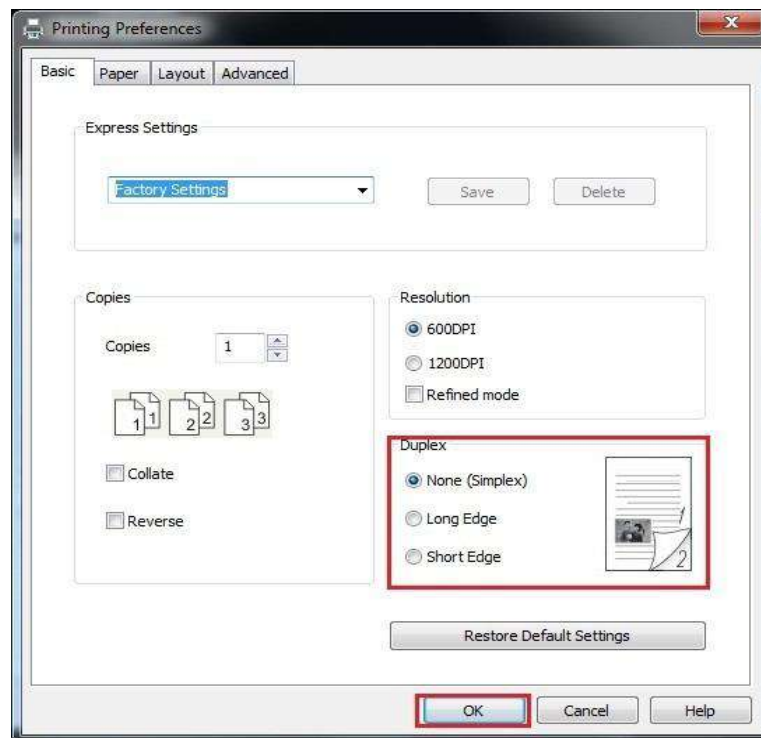 Printing Preferences
Basic Paper Layout Advanced
Express Settings
Factory Settings Save Delete
Copies
Copies 1
1 1 2 2 3 3
Collate
Reverse
Resolution
600DPI
1200DPI
Refined mode
Duplex
None (Simplex)
Long Edge
Short Edge
1
2
Restore Default Settings
OK Cancel Help